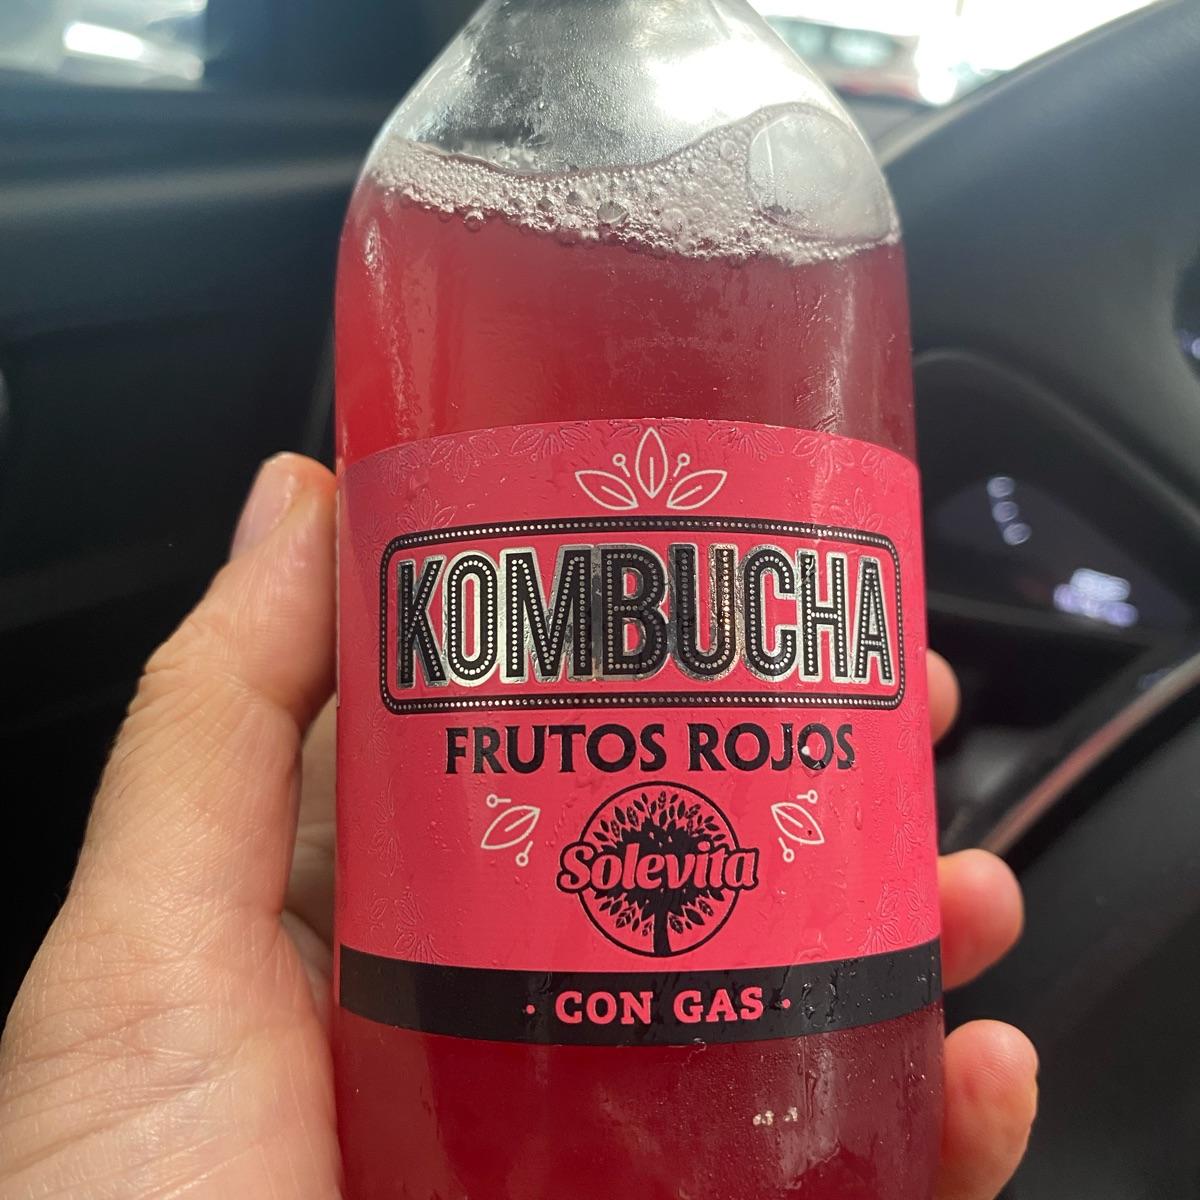 KOMBUCHA
FRUTOS ROJOS
Solevita
· CON GAS ·